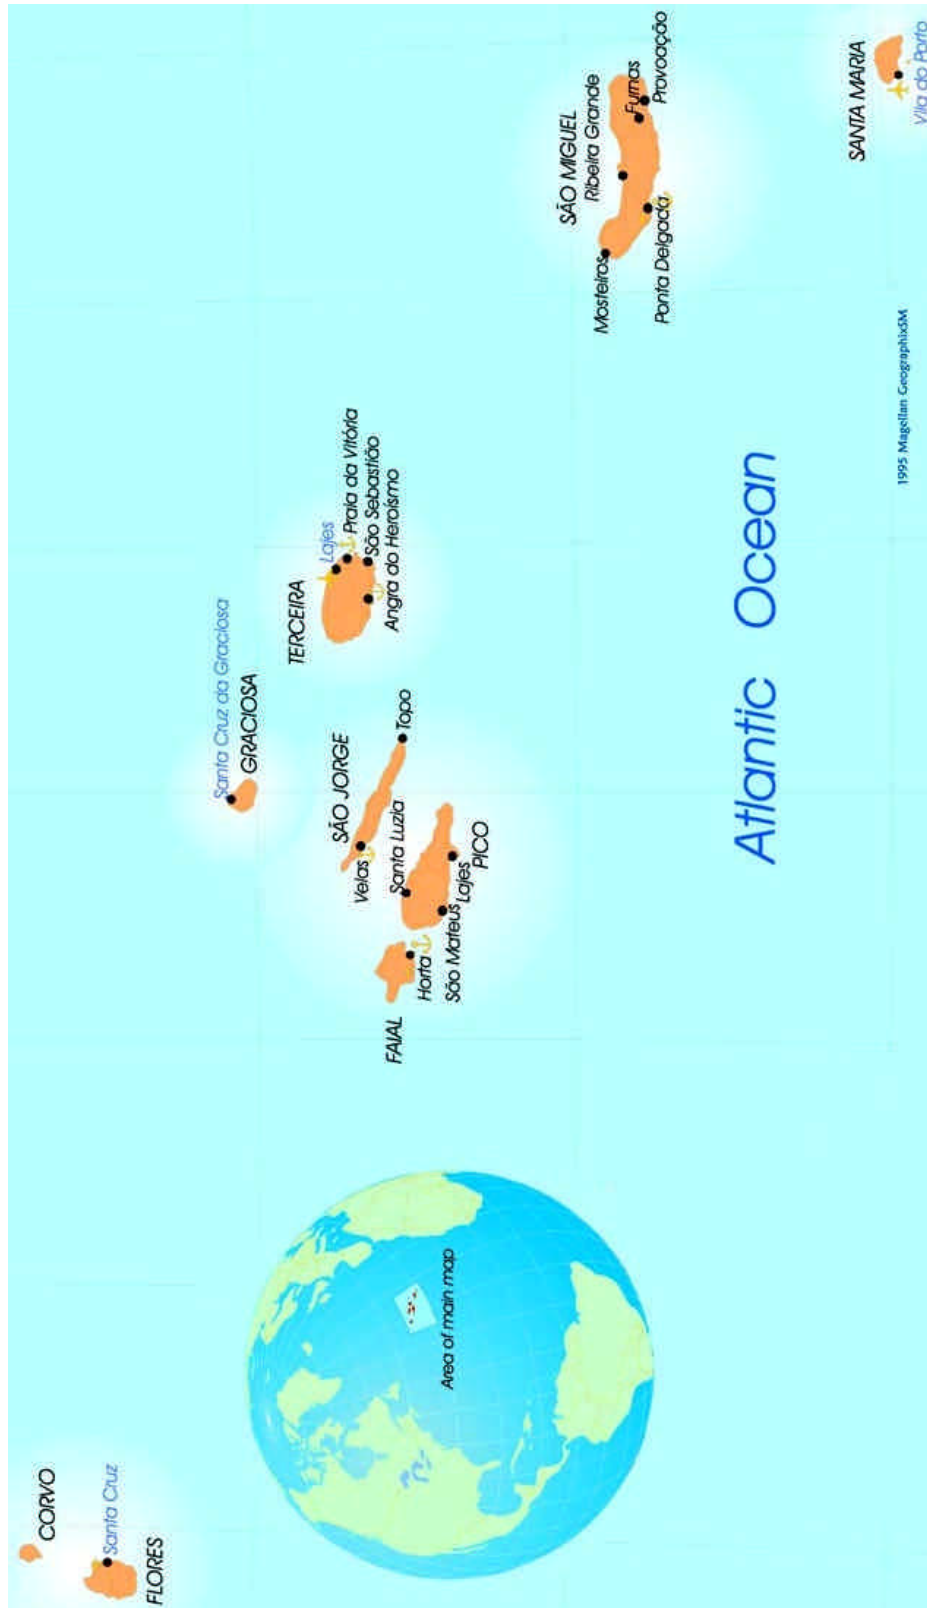 CORVO
Santa Cruz
FLORES
Area of main map
Santa Cruz da Graciosa
GRACIOSA
FAIAL
Horta
SÃO JORGE
Velas
Topo
Santa Luzia
São Mateus
Lajes
PICO
TERCEIRA
Lajes
Praia da Vitória
São Sebastião
Angra do Heroísmo
Atlantic Ocean
SÃO MIGUEL
Ribeira Grande
Mosteiros
Ponta Delgada
Furnas
Provoação
SANTA MARIA
Vila do Porto
1995 Magellan GeographixSM